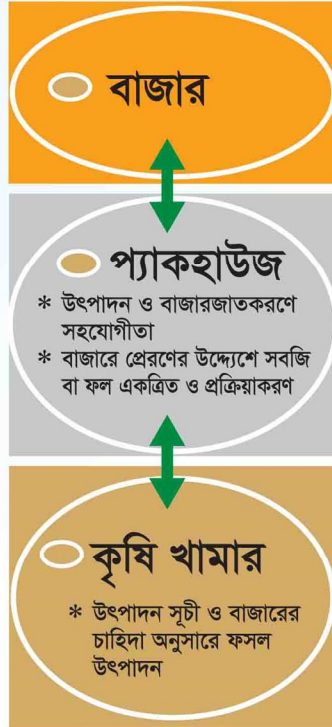 বাজার
প্যাকহাউজ
* উৎপাদন ও বাজারজাতকরণে
সহযোগীতা
* বাজারে প্রেরণের উদ্দ্যেশে সবজি
বা ফল একত্রিত ও প্রক্রিয়াকরণ
কৃষি খামার
* উৎপাদন সূচী ও বাজারের
চাহিদা অনুসারে ফসল
উৎপাদন